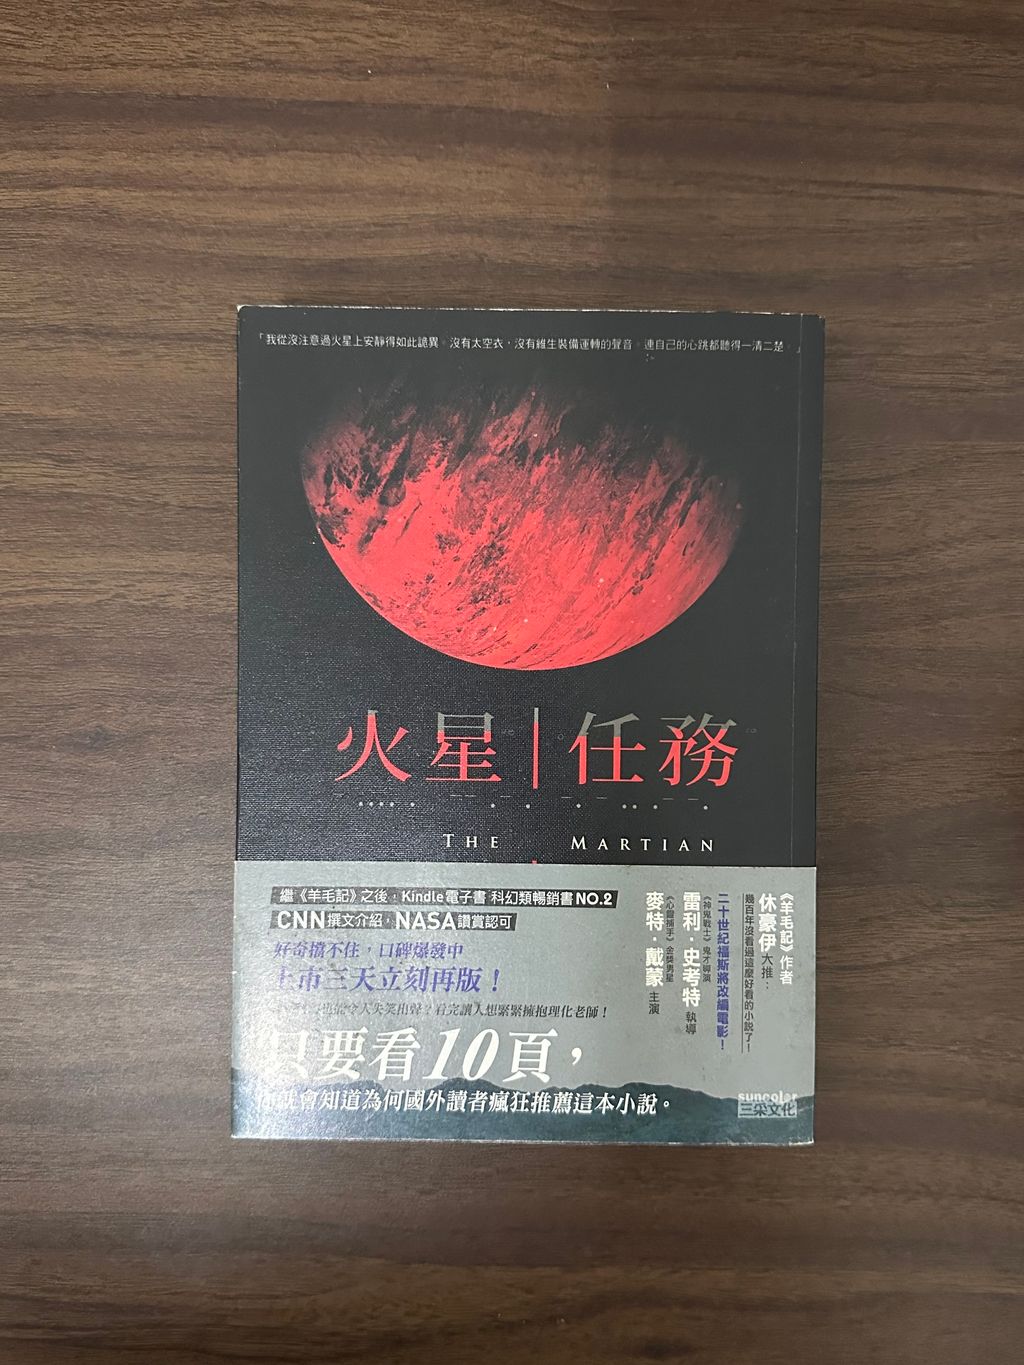 「我從沒注意過火星上安靜得如此詭異。沒有太空衣，沒有維生裝備運轉的聲音。連自己的心跳都聽得一清二楚。」
火星|任務
THE MARTIAN
繼《羊毛記》之後，Kindle電子書 科幻類暢銷書NO.2
CNN撰文介紹，NASA讚賞認可
好奇擋不住，口碑爆發中
上市三天立刻再版！
令人失笑出聲？看完讓人想緊緊擁抱理化老師！
只要看10頁，
你就會知道為何國外讀者瘋狂推薦這本小說。
《羊毛記》作者
休豪伊大推：
幾百年沒看過這麼好看的小說了！
二十世紀福斯將改編電影！
《神鬼戰士》鬼才導演
雷利．史考特 執導
《心靈捕手》金獎男星
麥特．戴蒙 主演
suncolor
三采文化